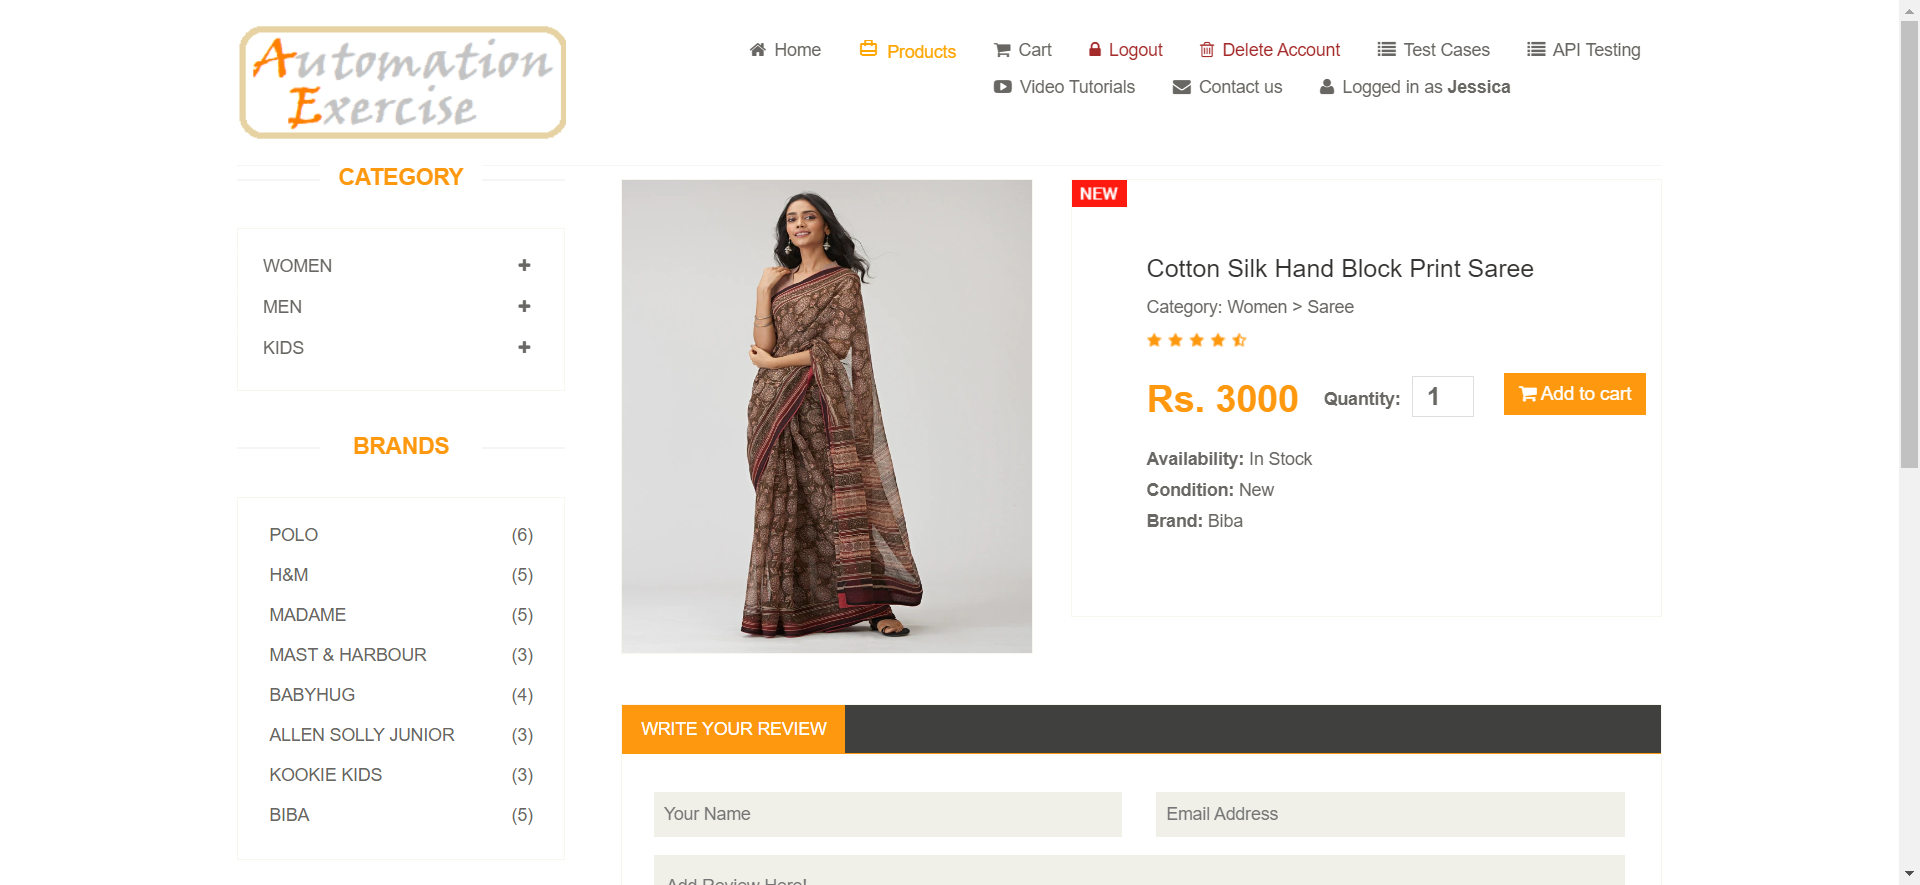 Automation
Exercise
Home
Products
Cart
Logout
Delete Account
Test Cases
API Testing
Video Tutorials
Contact us
Logged in as Jessica
CATEGORY
WOMEN
MEN
KIDS
BRANDS
POLO (6)
H&M (5)
MADAME (5)
MAST & HARBOUR (3)
BABYHUG (4)
ALLEN SOLLY JUNIOR (3)
KOOKIE KIDS (3)
BIBA (5)
NEW
Cotton Silk Hand Block Print Saree
Category: Women > Saree
Rs. 3000
Quantity: 1
Add to cart
Availability: In Stock
Condition: New
Brand: Biba
WRITE YOUR REVIEW
Your Name
Email Address
Add Review Here!